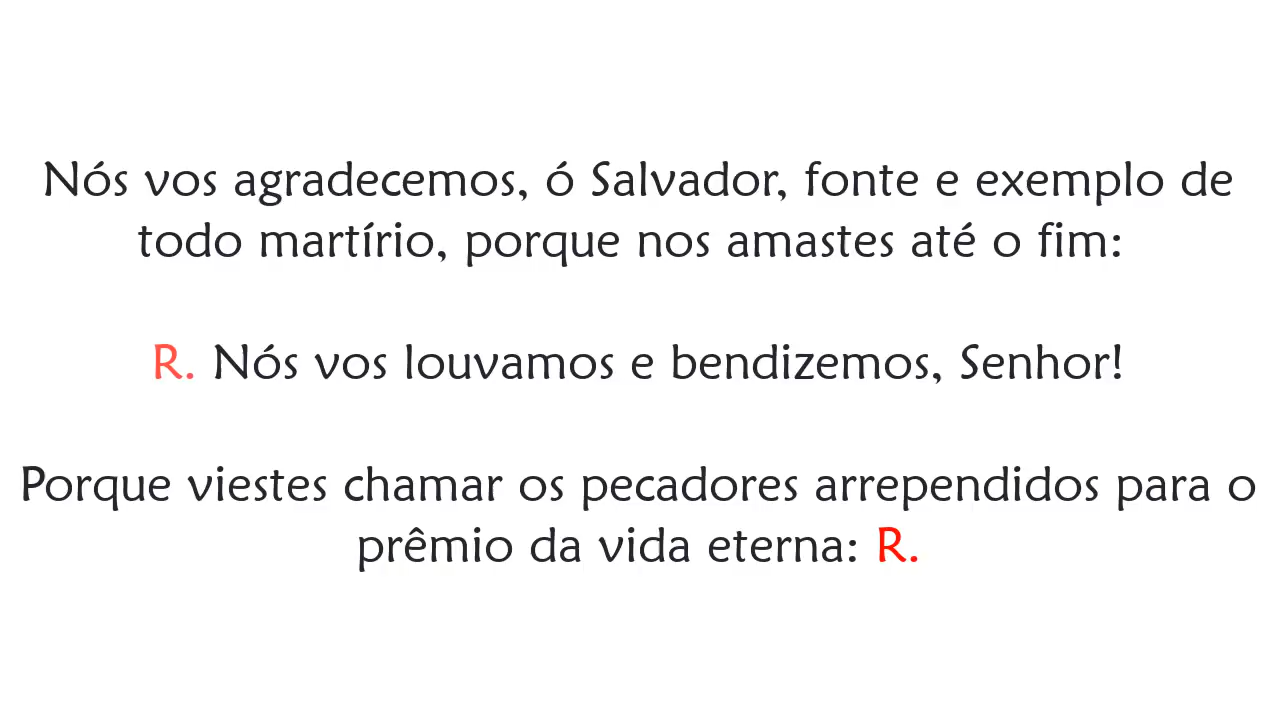 Nós vos agradecemos, ó Salvador, fonte e exemplo de
todo martírio, porque nos amastes até o fim:
R. Nós vos louvamos e bendizemos, Senhor!
Porque viestes chamar os pecadores arrependidos para o
prêmio da vida eterna: R.